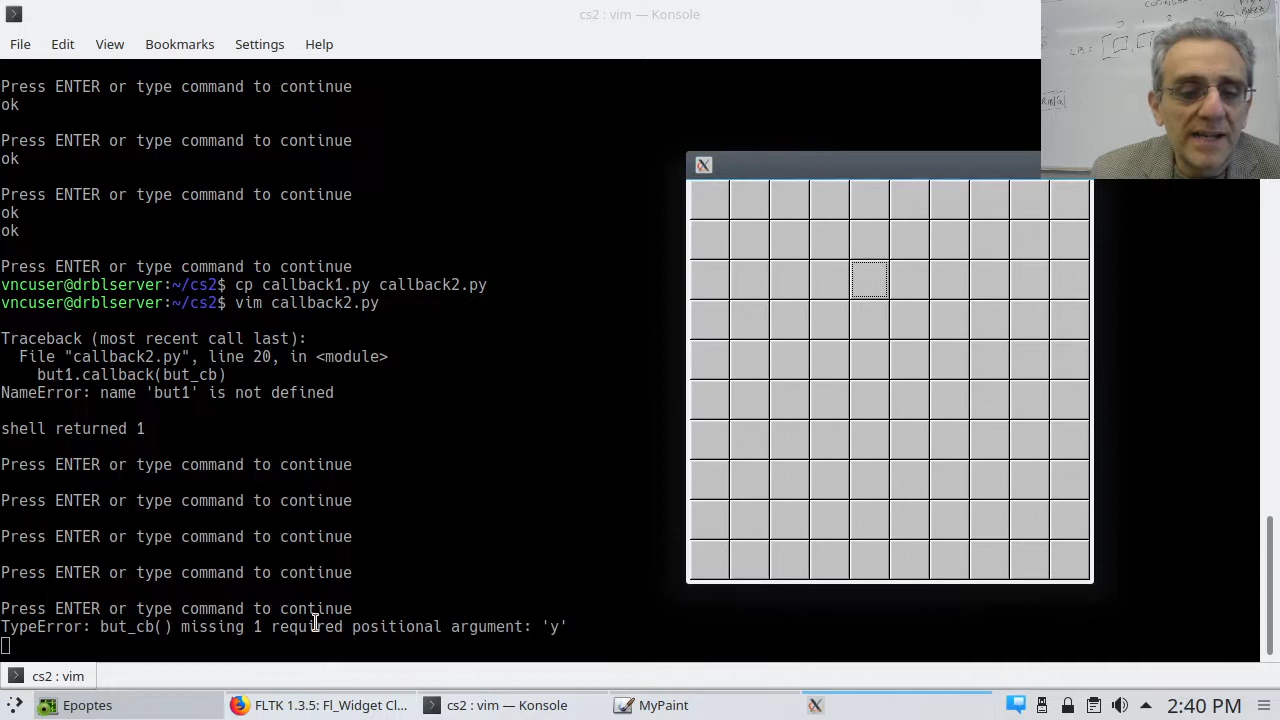 cs2 : vim — Konsole
File Edit View Bookmarks Settings Help
Press ENTER or type command to continue
ok
Press ENTER or type command to continue
ok
Press ENTER or type command to continue
ok
ok
Press ENTER or type command to continue
vncuser@drblserver:~/cs2$ cp callback1.py callback2.py
vncuser@drblserver:~/cs2$ vim callback2.py
Traceback (most recent call last):
File "callback2.py", line 20, in <module>
but1.callback(but_cb)
NameError: name 'but1' is not defined
shell returned 1
Press ENTER or type command to continue
Press ENTER or type command to continue
Press ENTER or type command to continue
Press ENTER or type command to continue
Press ENTER or type command to continue
TypeError: but_cb() missing 1 required positional argument: 'y'
cs2 : vim
Epoptes
FLTK 1.3.5: Fl_Widget Cl...
cs2 : vim — Konsole
MyPaint
2:40 PM